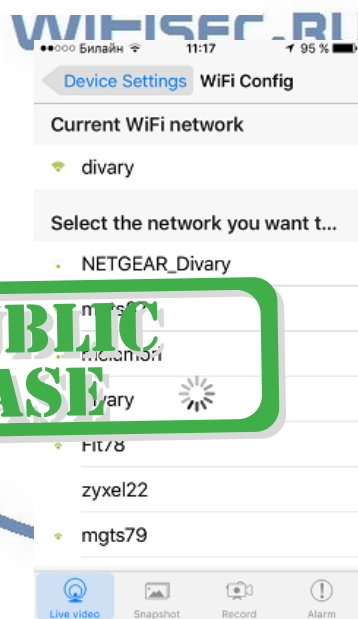 WIFISEC.RU
Билайн 11:17 95 %
Device Settings WiFi Config
Current WiFi network
divary
Select the network you want t...
NETGEAR_Divary
BLIC
ASE
Fit78
zyxel22
mgts79
Live video Snapshot Record Alarm